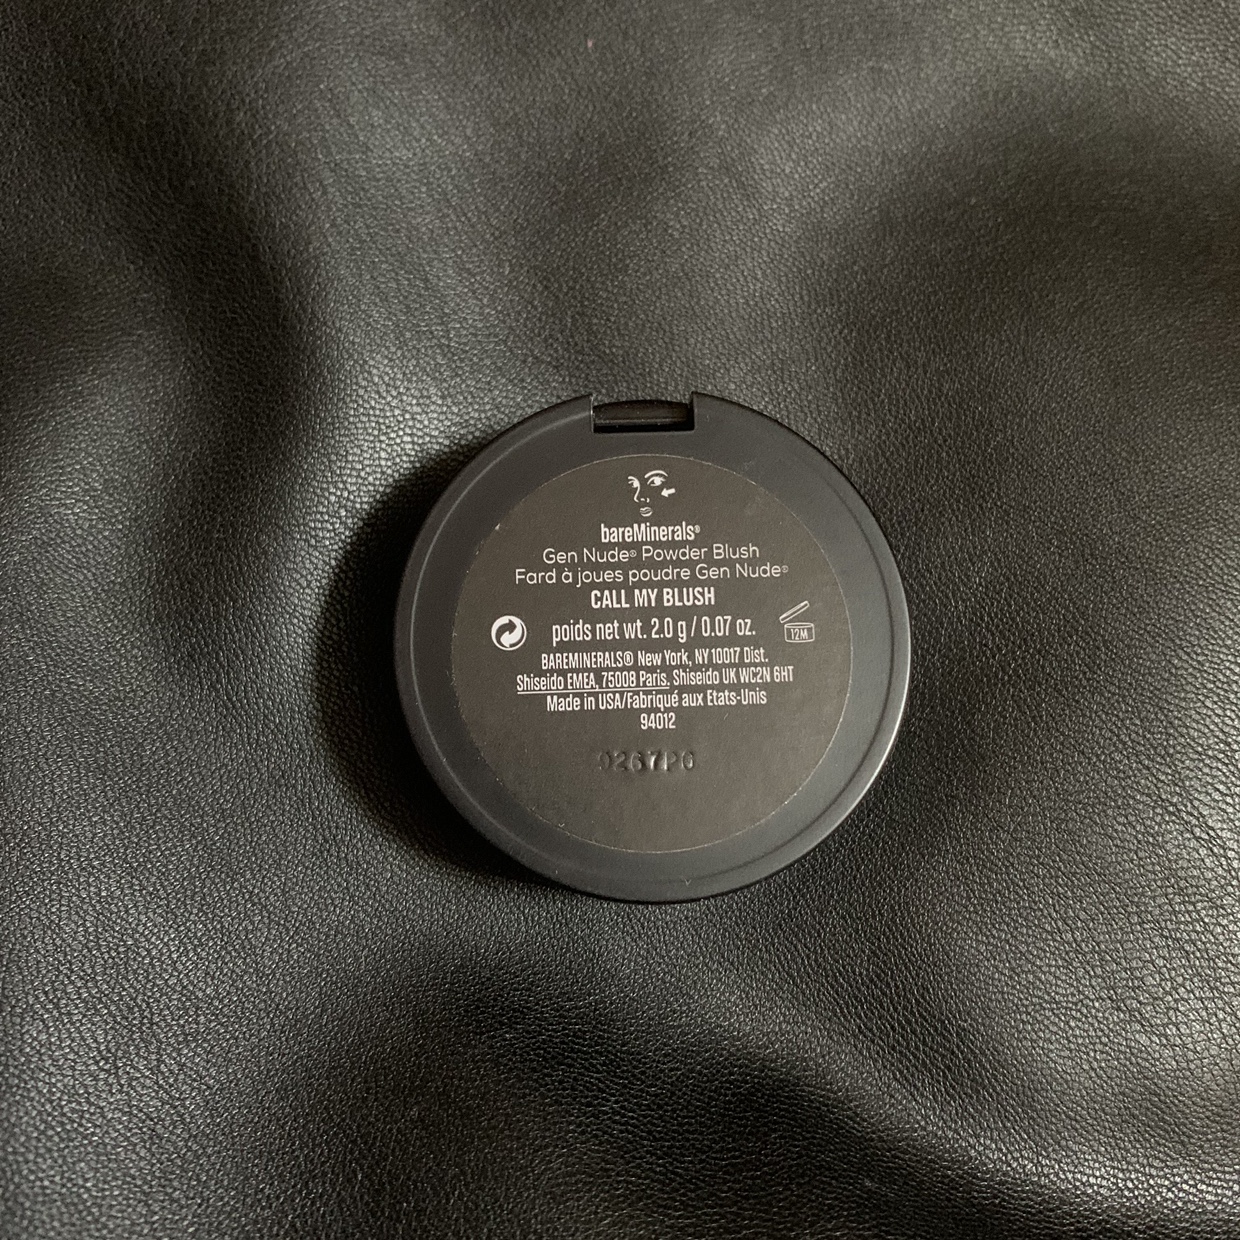 bareMinerals®
Gen Nude® Powder Blush
Fard à joues poudre Gen Nude®
CALL MY BLUSH
poids net wt. 2.0 g / 0.07 oz.
12M
BAREMINERALS® New York, NY 10017 Dist.
Shiseido EMEA, 75008 Paris. Shiseido UK WC2N 6HT
Made in USA/Fabriqué aux Etats-Unis
94012